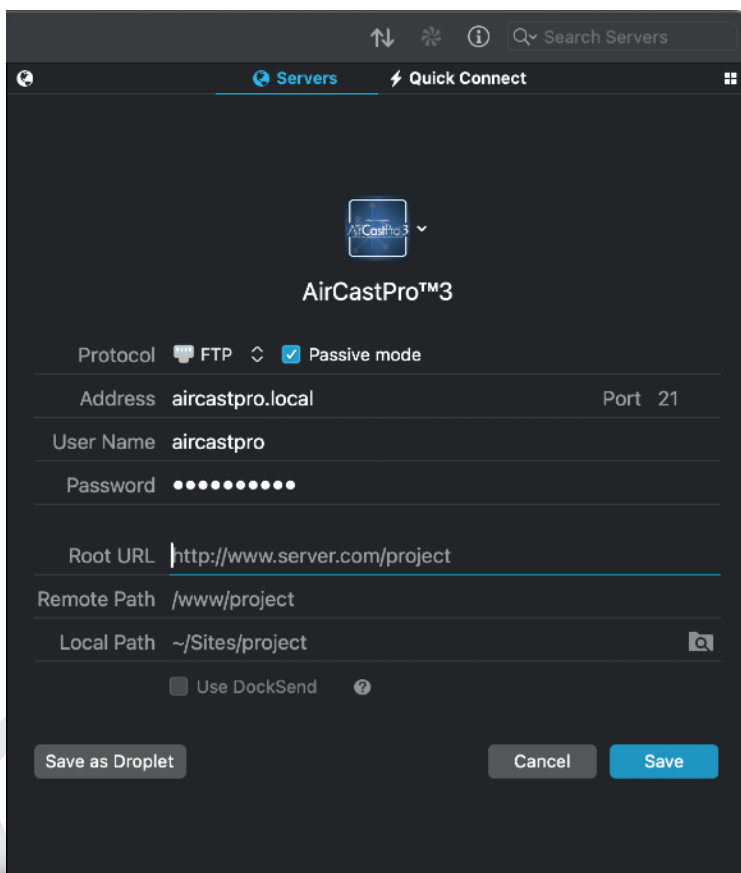 Search Servers
Servers Quick Connect
AirCastPro3
AirCastPro™3
Protocol FTP Passive mode
Address aircastpro.local Port 21
User Name aircastpro
Password ••••••••••
Root URL http://www.server.com/project
Remote Path /www/project
Local Path ~/Sites/project
Use DockSend ?
Save as Droplet Cancel Save